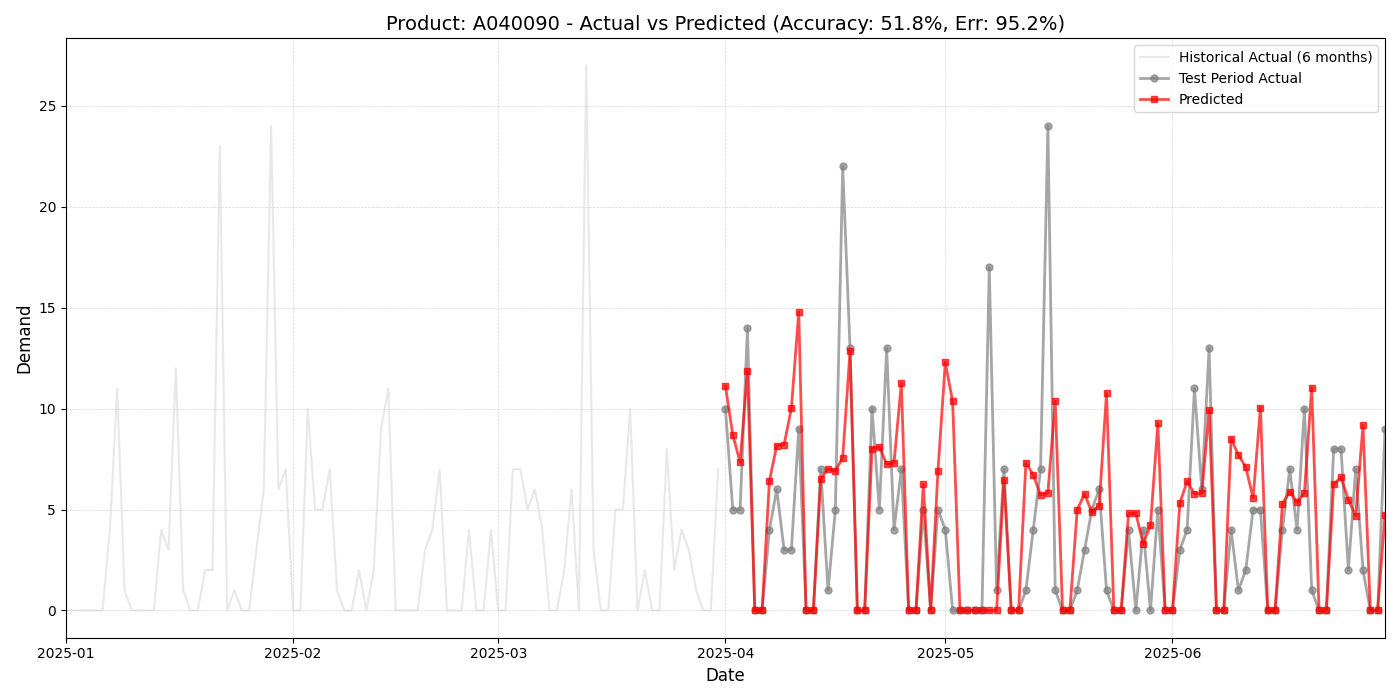 Product: A040090 - Actual vs Predicted (Accuracy: 51.8%, Err: 95.2%)
Historical Actual (6 months)
Test Period Actual
Predicted
Demand
25
20
15
10
5
0
2025-01
2025-02
2025-03
2025-04
2025-05
2025-06
Date